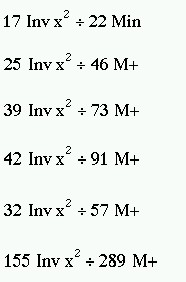 17 Inv x² ÷ 22 Min
25 Inv x² ÷ 46 M+
39 Inv x² ÷ 73 M+
42 Inv x² ÷ 91 M+
32 Inv x² ÷ 57 M+
155 Inv x² ÷ 289 M+